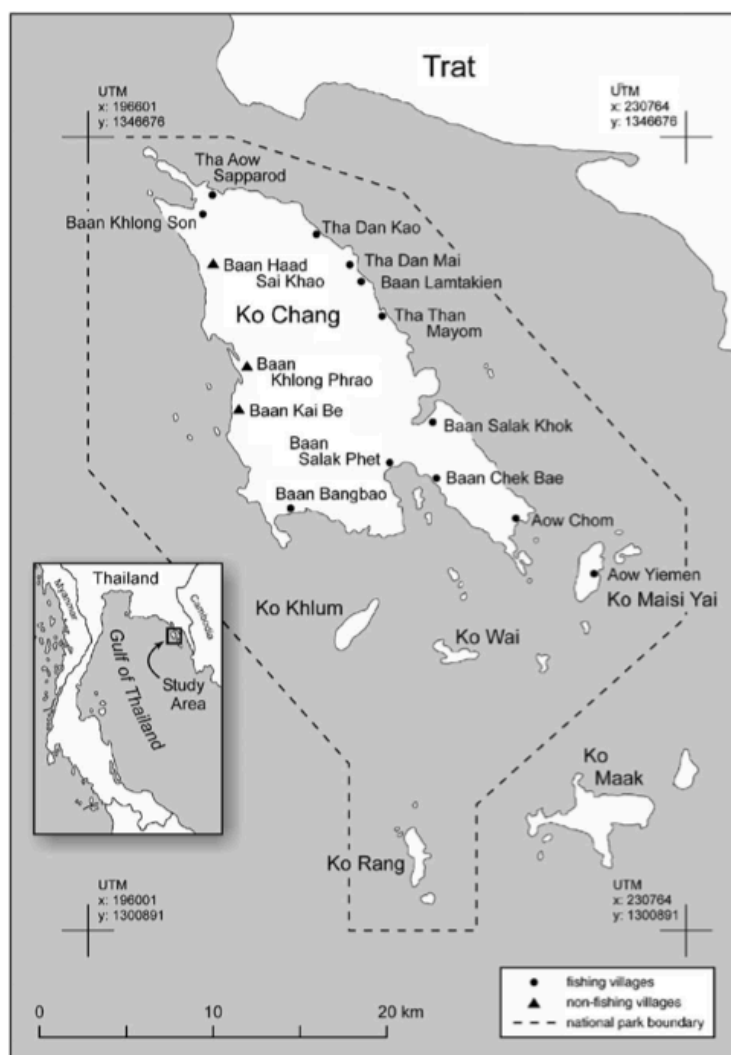 Trat
UTM
x: 196601
y: 1346676
UTM
x: 230764
y: 1346676
Tha Aow
Sapparod
Baan Khlong Son
Tha Dan Kao
Baan Haad
Sai Khao
Tha Dan Mai
Baan Lamtakien
Ko Chang
Tha Than
Mayom
Baan
Khlong Phrao
Baan Kai Be
Baan Salak Khok
Baan
Salak Phet
Baan Chek Bae
Baan Bangbao
Aow Chom
Aow Yiemen
Ko Maisi Yai
Ko Khlum
Ko Wai
Thailand
Myanmar
Cambodia
Gulf of Thailand
Study
Area
Ko
Maak
Ko Rang
UTM
x: 196001
y: 1300891
UTM
x: 230764
y: 1300891
0
10
20 km
fishing villages
non-fishing villages
national park boundary